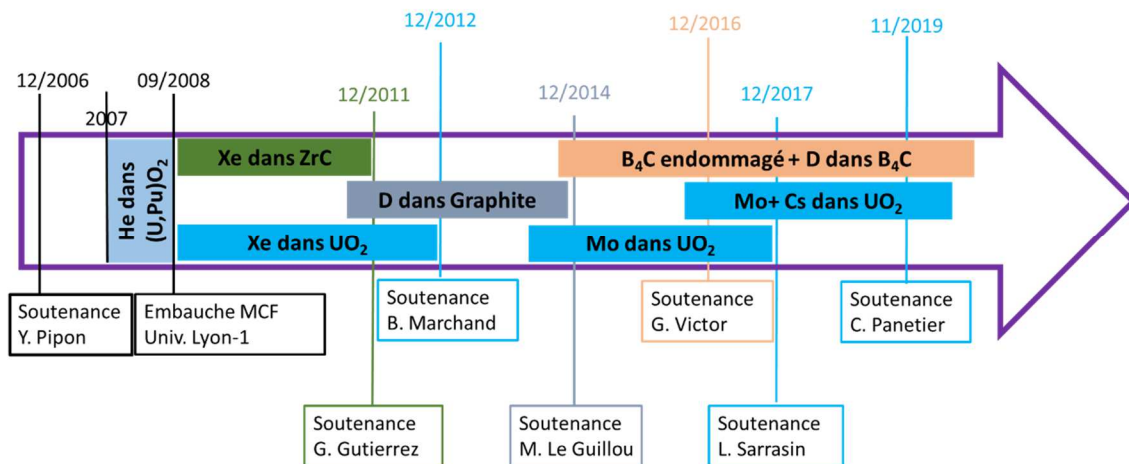 12/2012
12/2016
11/2019
12/2006
09/2008
12/2011
12/2014
12/2017
2007
He dans
(U,Pu)O₂
Xe dans ZrC
B₄C endommagé + D dans B₄C
D dans Graphite
Mo+ Cs dans UO₂
Xe dans UO₂
Mo dans UO₂
Soutenance
Y. Pipon
Embauche MCF
Univ. Lyon-1
Soutenance
B. Marchand
Soutenance
G. Victor
Soutenance
C. Panetier
Soutenance
G. Gutierrez
Soutenance
M. Le Guillou
Soutenance
L. Sarrasin